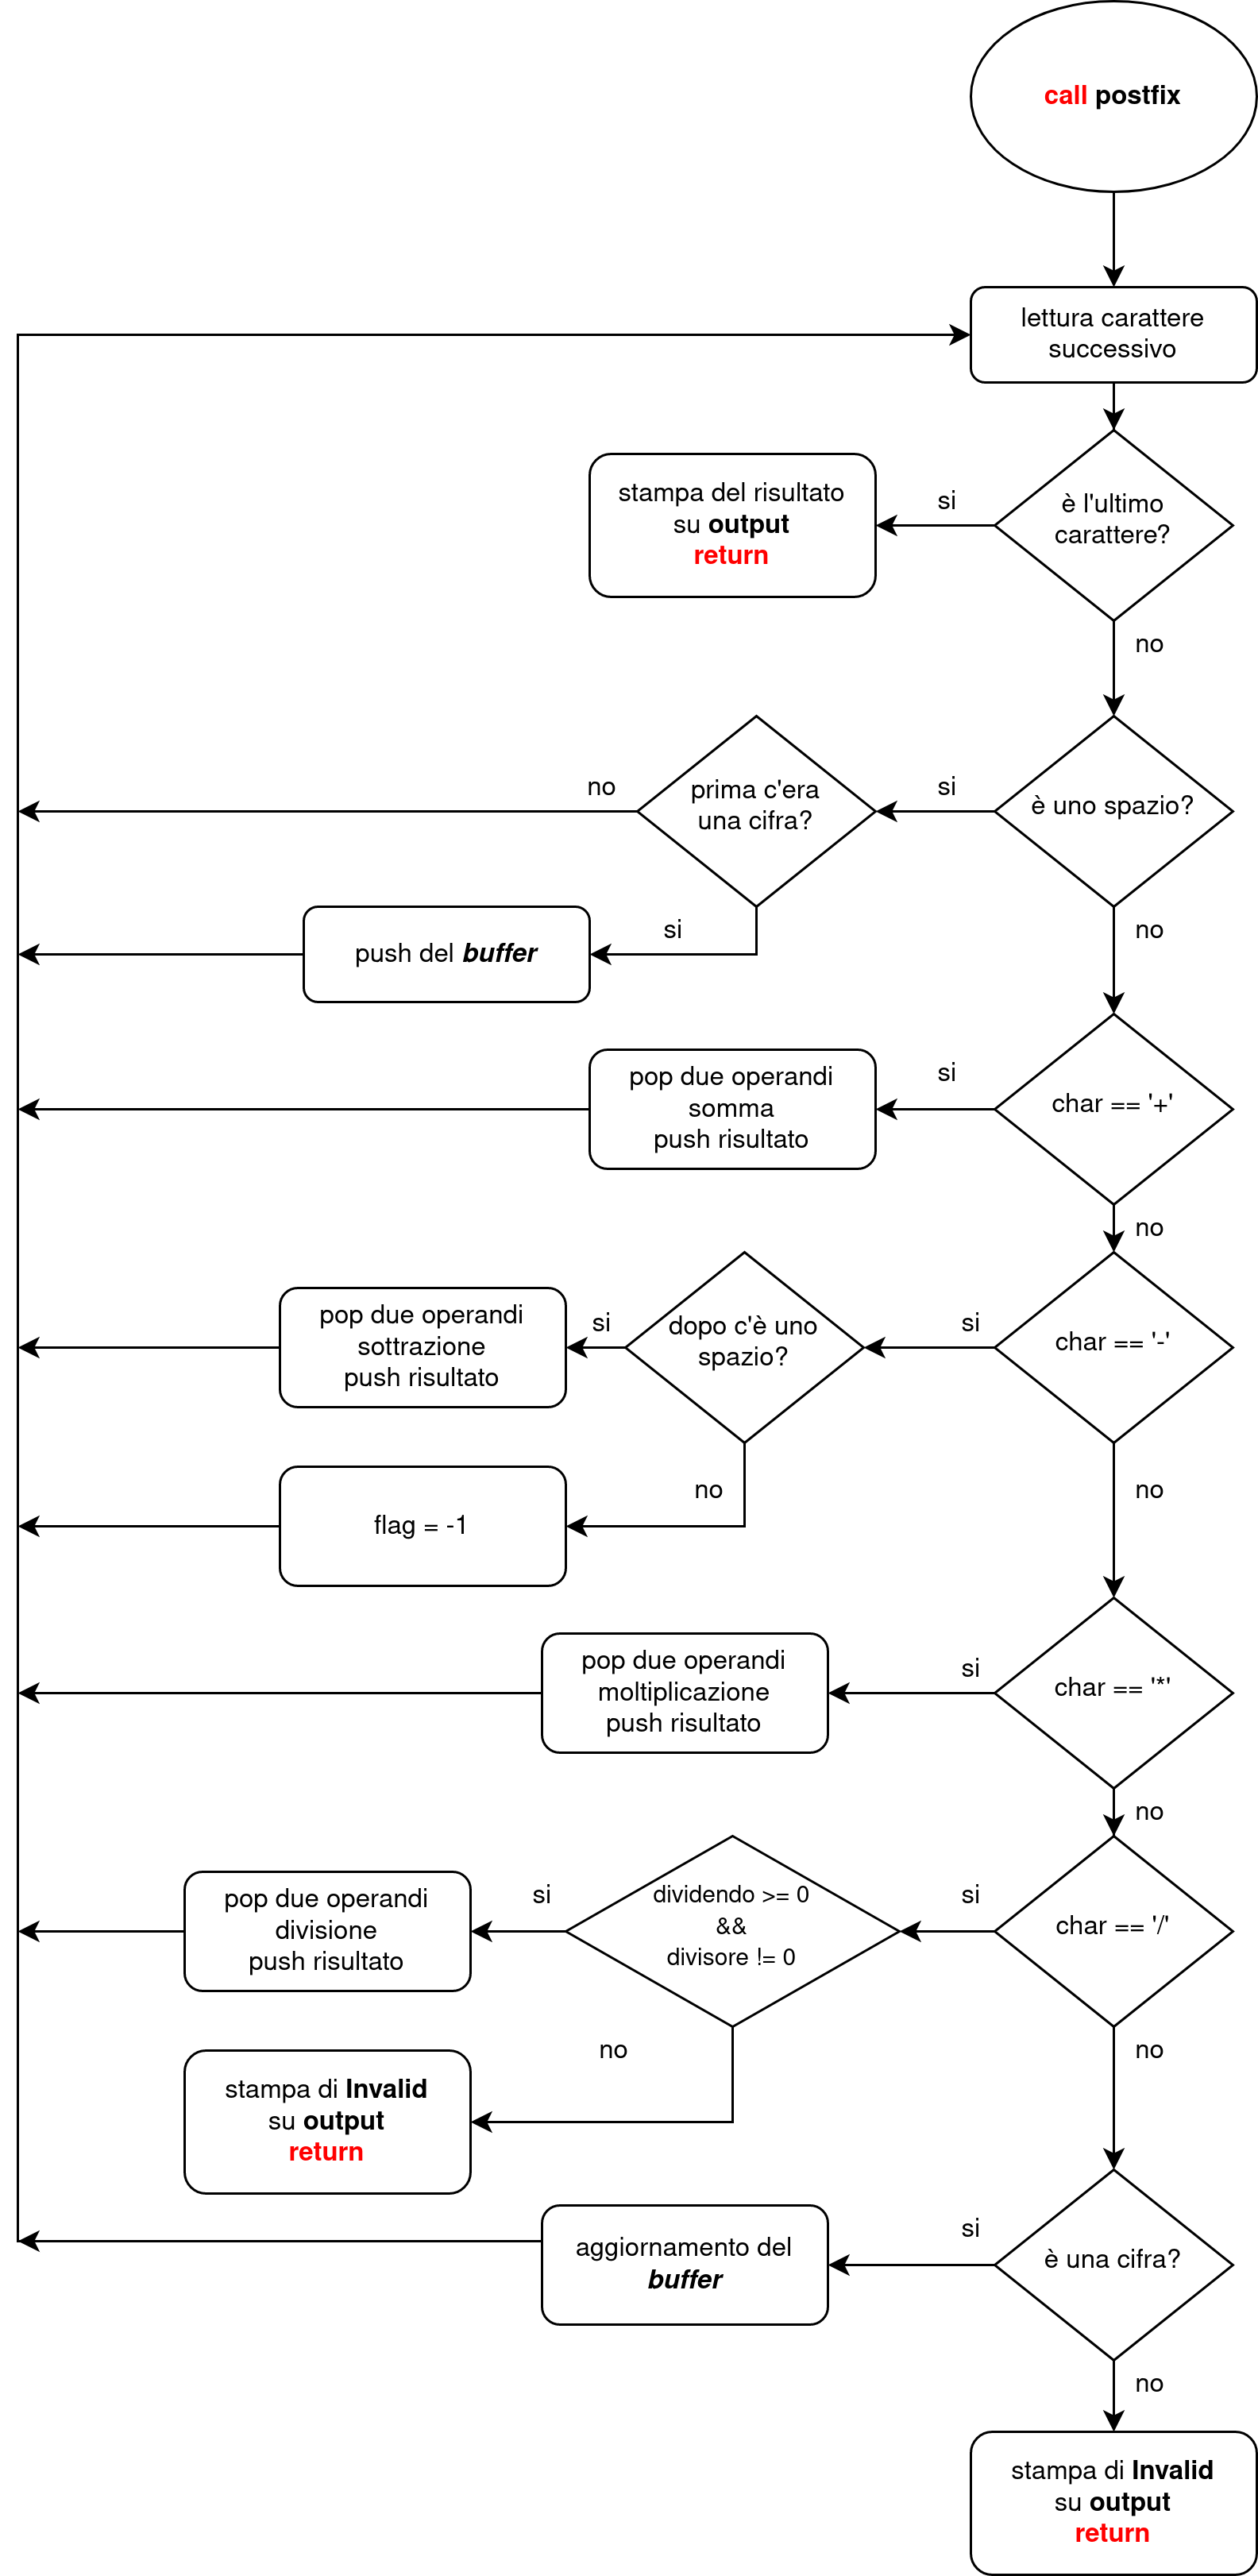 call postfix
lettura carattere
successivo
è l'ultimo
carattere?
si
stampa del risultato
su output
return
no
è uno spazio?
si
prima c'era
una cifra?
no
si
push del buffer
no
char == '+'
si
pop due operandi
somma
push risultato
no
char == '-'
si
dopo c'è uno
spazio?
si
pop due operandi
sottrazione
push risultato
no
flag = -1
no
char == '*'
si
pop due operandi
moltiplicazione
push risultato
no
char == '/'
si
dividendo >= 0
&&
divisore != 0
si
pop due operandi
divisione
push risultato
no
stampa di Invalid
su output
return
no
è una cifra?
si
aggiornamento del
buffer
no
stampa di Invalid
su output
return